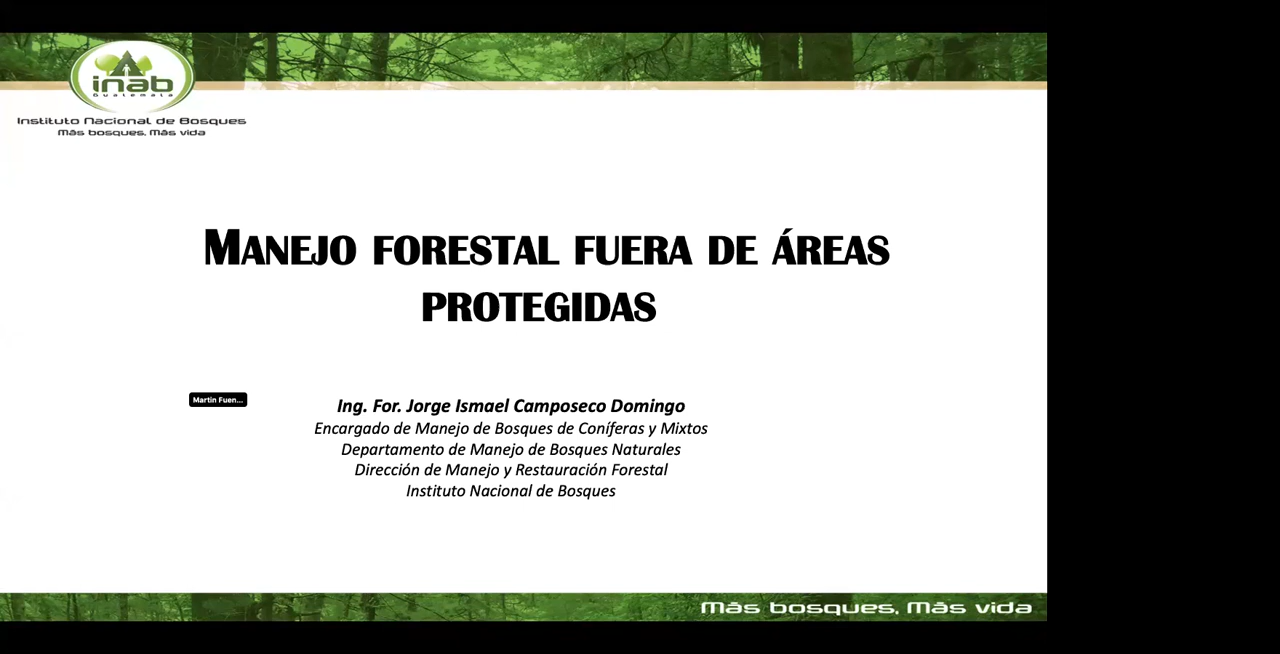 inab
Guatemala
Instituto Nacional de Bosques
Más bosques, Más vida
MANEJO FORESTAL FUERA DE ÁREAS
PROTEGIDAS
Martin Fuen...
Ing. For. Jorge Ismael Camposeco Domingo
Encargado de Manejo de Bosques de Coníferas y Mixtos
Departamento de Manejo de Bosques Naturales
Dirección de Manejo y Restauración Forestal
Instituto Nacional de Bosques
Más bosques, Más vida